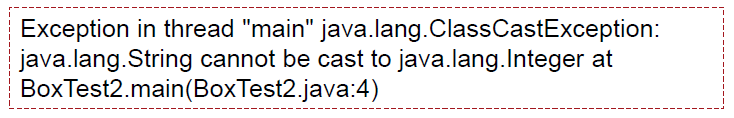 Exception in thread "main" java.lang.ClassCastException:
java.lang.String cannot be cast to java.lang.Integer at
BoxTest2.main(BoxTest2.java:4)